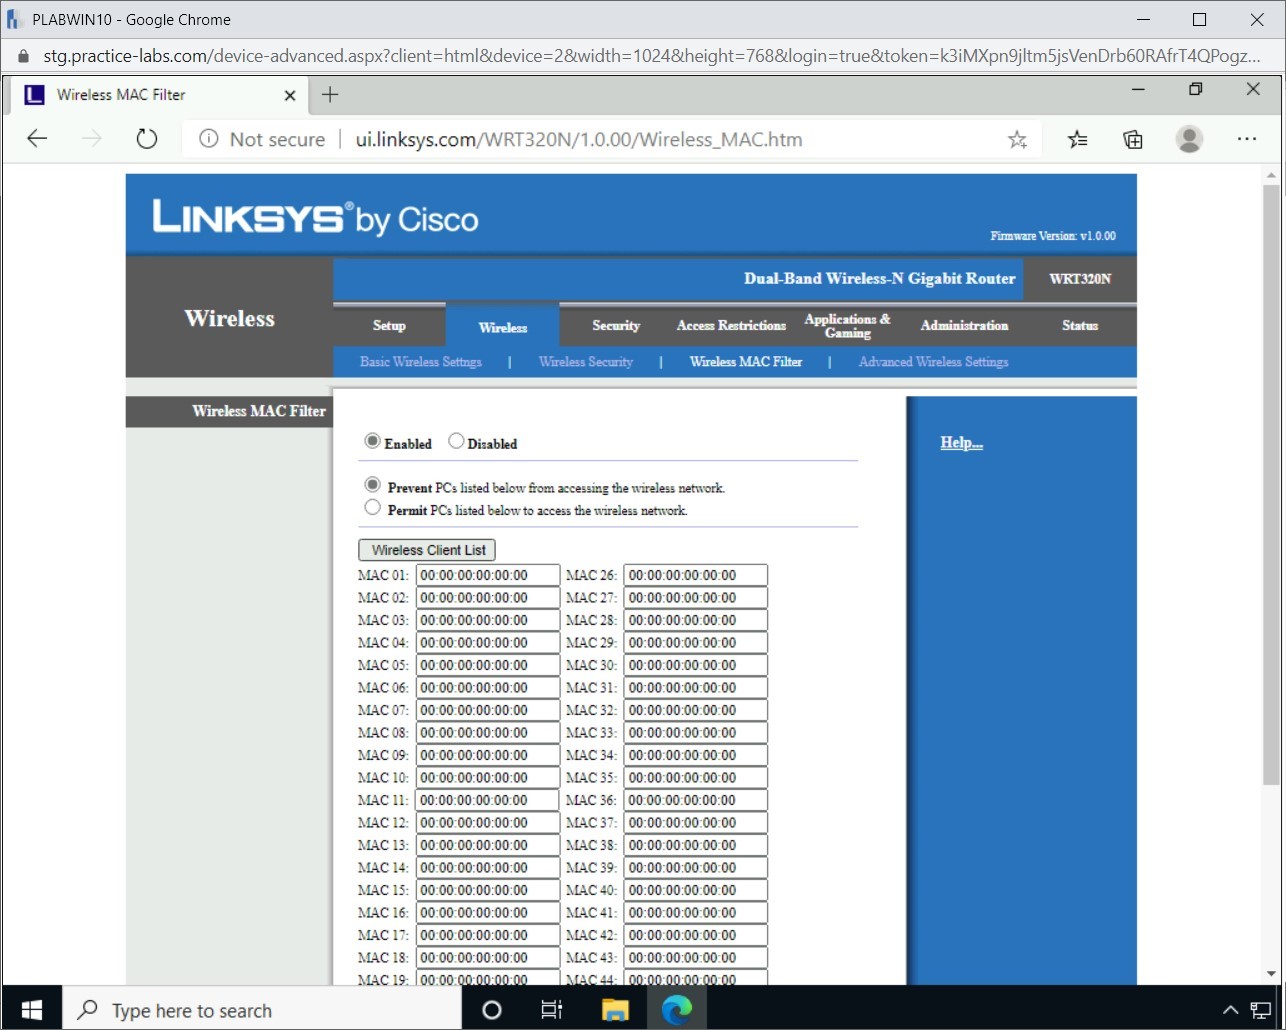 PLABWIN10 - Google Chrome
stg.practice-labs.com/device-advanced.aspx?client=html&device=2&width=1024&height=768&login=true&token=k3iMXpn9jltm5jsVenDrb60RAfrT4QPogz...
Wireless MAC Filter
Not secure | ui.linksys.com/WRT320N/1.0.00/Wireless_MAC.htm
LINKSYS® by Cisco
Firmware Version: v1.0.00
Dual-Band Wireless-N Gigabit Router WRT320N
Wireless
Setup Wireless Security Access Restrictions Applications & Gaming Administration Status
Basic Wireless Settngs | Wireless Security | Wireless MAC Filter | Advanced Wireless Settings
Wireless MAC Filter
Enabled Disabled
Help...
Prevent PCs listed below from accessing the wireless network.
Permit PCs listed below to access the wireless network.
Wireless Client List
MAC 01: 00:00:00:00:00:00 MAC 26: 00:00:00:00:00:00
MAC 02: 00:00:00:00:00:00 MAC 27: 00:00:00:00:00:00
MAC 03: 00:00:00:00:00:00 MAC 28: 00:00:00:00:00:00
MAC 04: 00:00:00:00:00:00 MAC 29: 00:00:00:00:00:00
MAC 05: 00:00:00:00:00:00 MAC 30: 00:00:00:00:00:00
MAC 06: 00:00:00:00:00:00 MAC 31: 00:00:00:00:00:00
MAC 07: 00:00:00:00:00:00 MAC 32: 00:00:00:00:00:00
MAC 08: 00:00:00:00:00:00 MAC 33: 00:00:00:00:00:00
MAC 09: 00:00:00:00:00:00 MAC 34: 00:00:00:00:00:00
MAC 10: 00:00:00:00:00:00 MAC 35: 00:00:00:00:00:00
MAC 11: 00:00:00:00:00:00 MAC 36: 00:00:00:00:00:00
MAC 12: 00:00:00:00:00:00 MAC 37: 00:00:00:00:00:00
MAC 13: 00:00:00:00:00:00 MAC 38: 00:00:00:00:00:00
MAC 14: 00:00:00:00:00:00 MAC 39: 00:00:00:00:00:00
MAC 15: 00:00:00:00:00:00 MAC 40: 00:00:00:00:00:00
MAC 16: 00:00:00:00:00:00 MAC 41: 00:00:00:00:00:00
MAC 17: 00:00:00:00:00:00 MAC 42: 00:00:00:00:00:00
MAC 18: 00:00:00:00:00:00 MAC 43: 00:00:00:00:00:00
MAC 19: 00:00:00:00:00:00 MAC 44: 00:00:00:00:00:00
Type here to search